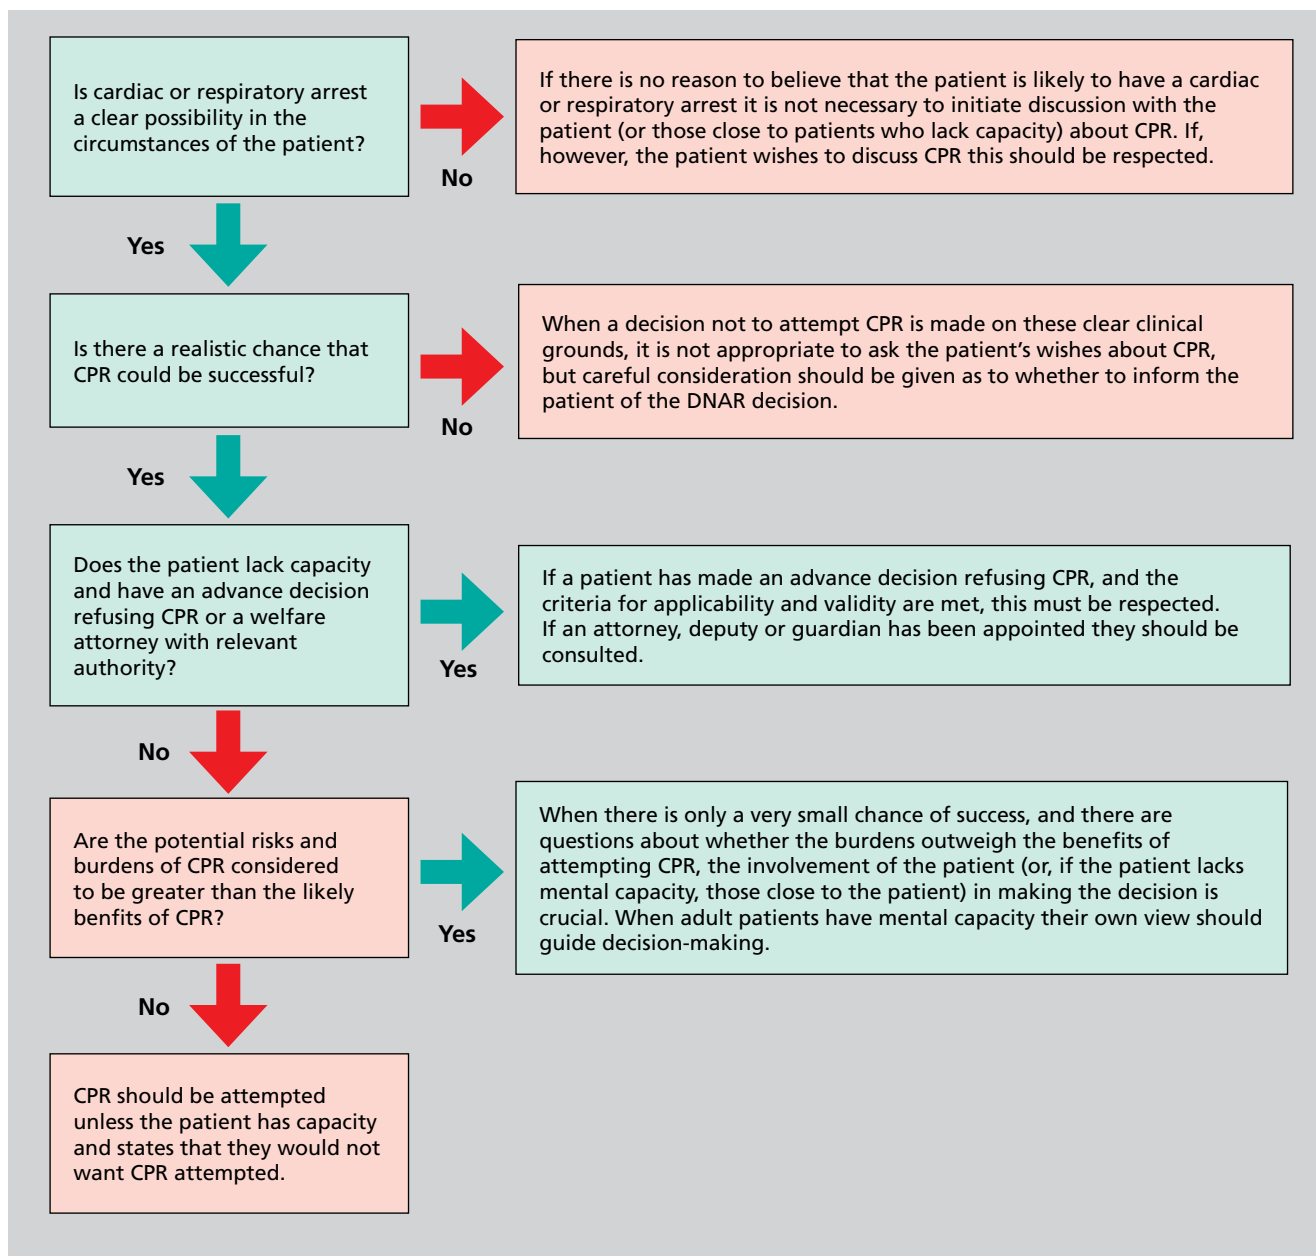 Is cardiac or respiratory arrest
a clear possibility in the
circumstances of the patient?
No
If there is no reason to believe that the patient is likely to have a cardiac
or respiratory arrest it is not necessary to initiate discussion with the
patient (or those close to patients who lack capacity) about CPR. If,
however, the patient wishes to discuss CPR this should be respected.
Yes
Is there a realistic chance that
CPR could be successful?
No
When a decision not to attempt CPR is made on these clear clinical
grounds, it is not appropriate to ask the patient’s wishes about CPR,
but careful consideration should be given as to whether to inform the
patient of the DNAR decision.
Yes
Does the patient lack capacity
and have an advance decision
refusing CPR or a welfare
attorney with relevant
authority?
Yes
If a patient has made an advance decision refusing CPR, and the
criteria for applicability and validity are met, this must be respected.
If an attorney, deputy or guardian has been appointed they should be
consulted.
No
Are the potential risks and
burdens of CPR considered
to be greater than the likely
benfits of CPR?
Yes
When there is only a very small chance of success, and there are
questions about whether the burdens outweigh the benefits of
attempting CPR, the involvement of the patient (or, if the patient lacks
mental capacity, those close to the patient) in making the decision is
crucial. When adult patients have mental capacity their own view should
guide decision-making.
No
CPR should be attempted
unless the patient has capacity
and states that they would not
want CPR attempted.